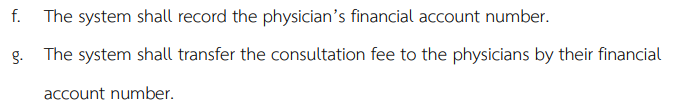 f. The system shall record the physician's financial account number.
g. The system shall transfer the consultation fee to the physicians by their financial
account number.